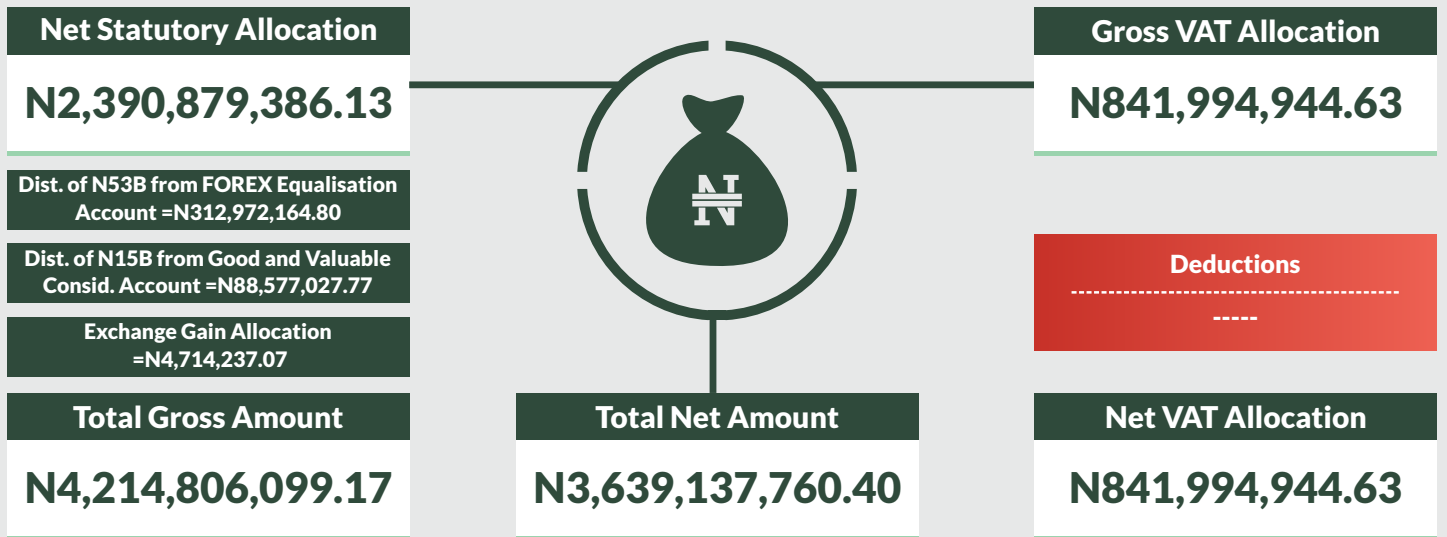 Net Statutory Allocation
N2,390,879,386.13
Dist. of N53B from FOREX Equalisation
Account =N312,972,164.80
Dist. of N15B from Good and Valuable
Consid. Account =N88,577,027.77
Exchange Gain Allocation
=N4,714,237.07
Total Gross Amount
N4,214,806,099.17
N
Total Net Amount
N3,639,137,760.40
Gross VAT Allocation
N841,994,944.63
Deductions
---------------------------------------------
-----
Net VAT Allocation
N841,994,944.63